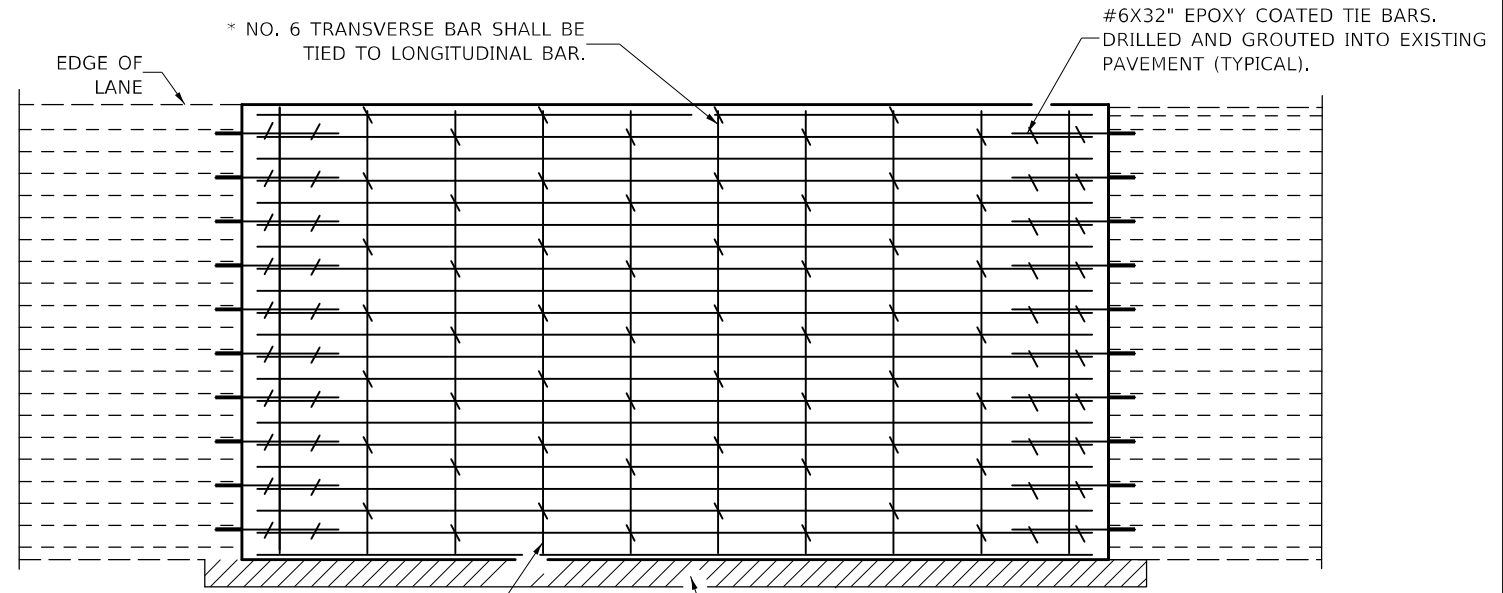 * NO. 6 TRANSVERSE BAR SHALL BE
TIED TO LONGITUDINAL BAR.
#6X32" EPOXY COATED TIE BARS.
DRILLED AND GROUTED INTO EXISTING
PAVEMENT (TYPICAL).
EDGE OF
LANE